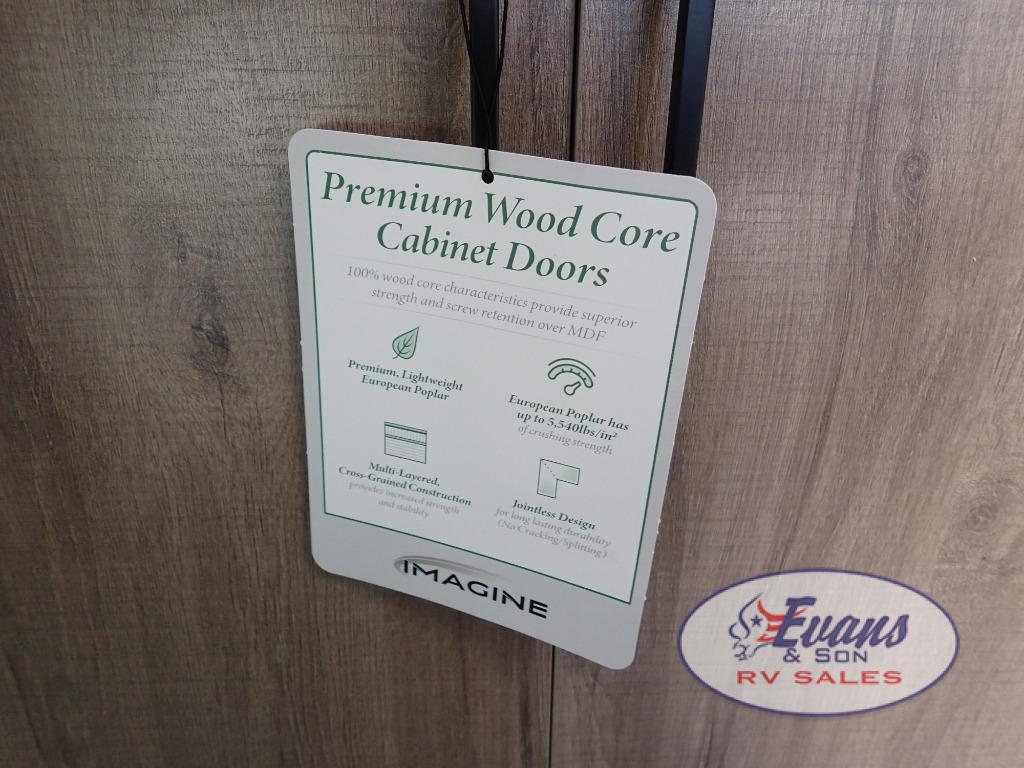 Premium Wood Core
Cabinet Doors
100% wood core characteristics provide superior
strength and screw retention over MDF
Premium, Lightweight
European Poplar
European Poplar has
up to 5,540lbs/in²
of crushing strength
Multi-Layered,
Cross-Grained Construction
provides increased strength
and stability
Jointless Design
for long lasting durability
(No Cracking/Splitting)
IMAGINE
Evans
& SON
RV SALES